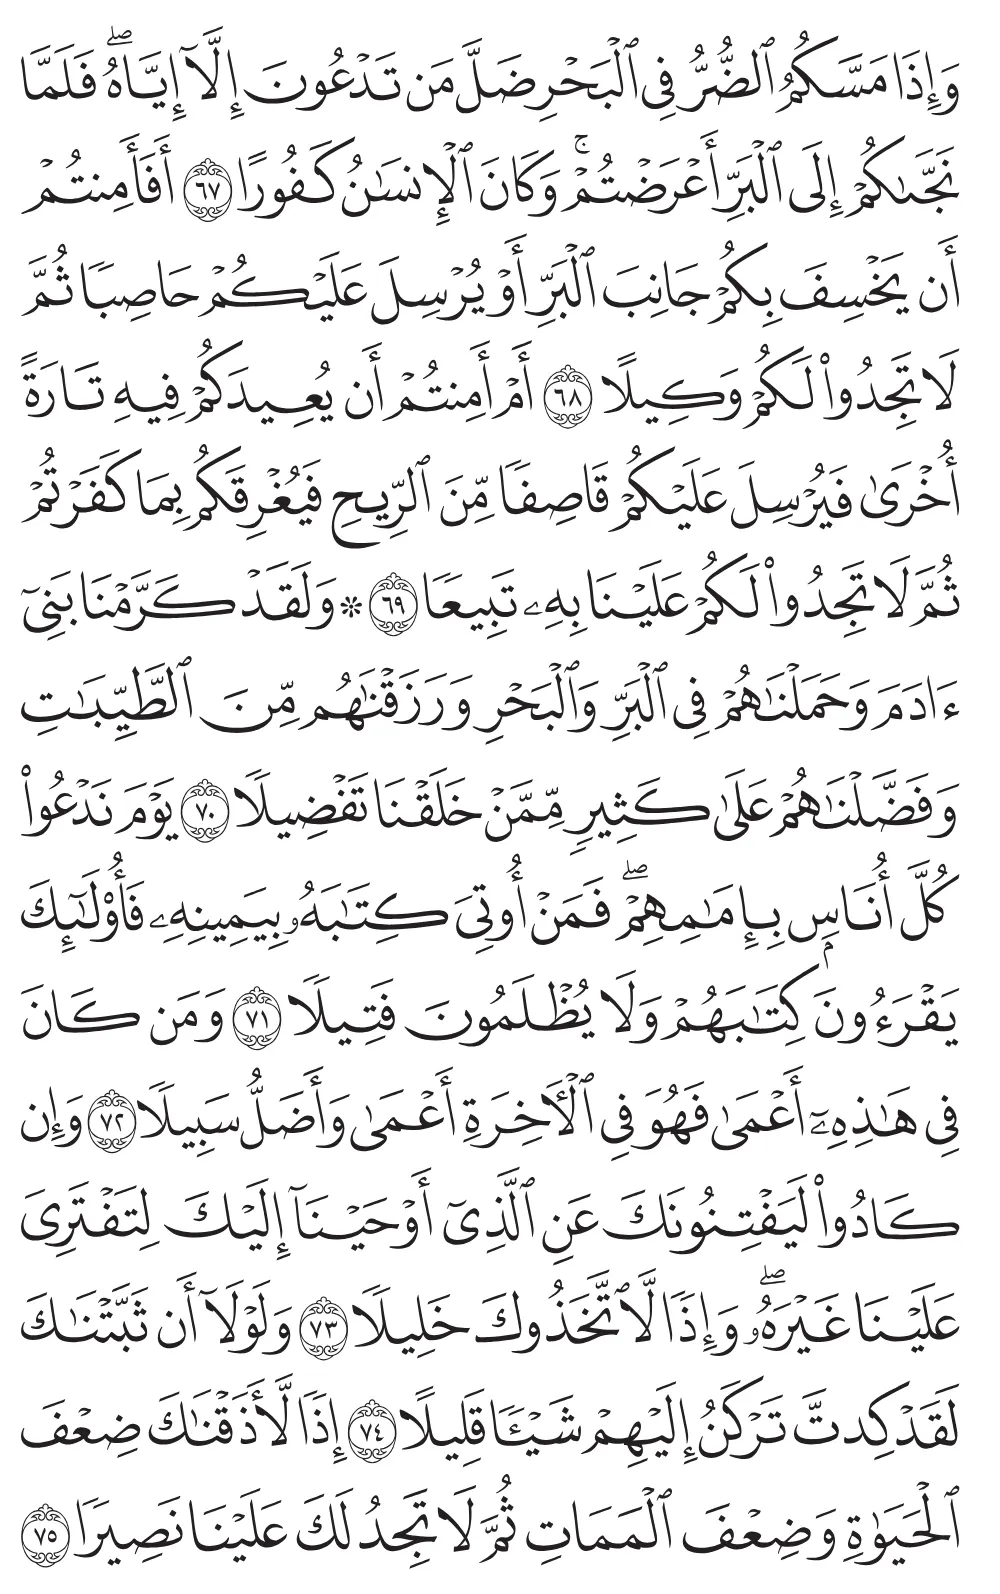 وَإِذَا مَسَّكُمُ ٱلضُّرُّ فِي ٱلْبَحْرِ ضَلَّ مَن تَدْعُونَ إِلَّآ إِيَّاهُۖ فَلَمَّا
نَجَّىٰكُمْ إِلَى ٱلْبَرِّ أَعْرَضْتُمْۚ وَكَانَ ٱلْإِنسَٰنُ كَفُورًا ٦٧ أَفَأَمِنتُمْ
أَن يَخْسِفَ بِكُمْ جَانِبَ ٱلْبَرِّ أَوْ يُرْسِلَ عَلَيْكُمْ حَاصِبًا ثُمَّ
لَا تَجِدُوا۟ لَكُمْ وَكِيلًا ٦٨ أَمْ أَمِنتُمْ أَن يُعِيدَكُمْ فِيهِ تَارَةً
أُخْرَىٰ فَيُرْسِلَ عَلَيْكُمْ قَاصِفًا مِّنَ ٱلرِّيحِ فَيُغْرِقَكُم بِمَا كَفَرْتُمْ
ثُمَّ لَا تَجِدُوا۟ لَكُمْ عَلَيْنَا بِهِۦ تَبِيعًا ٦٩ ۞ وَلَقَدْ كَرَّمْنَا بَنِيٓ
ءَادَمَ وَحَمَلْنَٰهُمْ فِي ٱلْبَرِّ وَٱلْبَحْرِ وَرَزَقْنَٰهُم مِّنَ ٱلطَّيِّبَٰتِ
وَفَضَّلْنَٰهُمْ عَلَىٰ كَثِيرٍ مِّمَّنْ خَلَقْنَا تَفْضِيلًا ٧٠ يَوْمَ نَدْعُوا۟
كُلَّ أُنَاسٍۭ بِإِمَٰمِهِمْۖ فَمَنْ أُوتِيَ كِتَٰبَهُۥ بِيَمِينِهِۦ فَأُو۟لَٰٓئِكَ
يَقْرَءُونَ كِتَٰبَهُمْ وَلَا يُظْلَمُونَ فَتِيلًا ٧١ وَمَن كَانَ
فِي هَٰذِهِۦٓ أَعْمَىٰ فَهُوَ فِي ٱلْأٓخِرَةِ أَعْمَىٰ وَأَضَلُّ سَبِيلًا ٧٢ وَإِن
كَادُوا۟ لَيَفْتِنُونَكَ عَنِ ٱلَّذِيٓ أَوْحَيْنَآ إِلَيْكَ لِتَفْتَرِيَ
عَلَيْنَا غَيْرَهُۥۖ وَإِذًا لَّٱتَّخَذُوكَ خَلِيلًا ٧٣ وَلَوْلَآ أَن ثَبَّتْنَٰكَ
لَقَدْ كِدتَّ تَرْكَنُ إِلَيْهِمْ شَيْـًٔا قَلِيلًا ٧٤ إِذًا لَّأَذَقْنَٰكَ ضِعْفَ
ٱلْحَيَوٰةِ وَضِعْفَ ٱلْمَمَاتِ ثُمَّ لَا تَجِدُ لَكَ عَلَيْنَا نَصِيرًا ٧٥